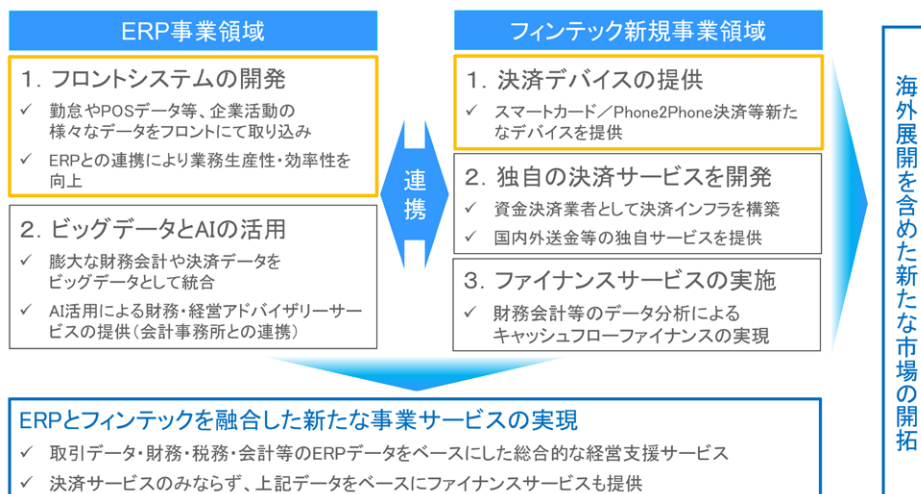 ERP事業領域
1. フロントシステムの開発
✓ 勤怠やPOSデータ等、企業活動の
様々なデータをフロントにて取り込み
✓ ERPとの連携により業務生産性・効率性を
向上
2. ビッグデータとAIの活用
✓ 膨大な財務会計や決済データを
ビッグデータとして統合
✓ AI活用による財務・経営アドバイザリーサー
ビスの提供(会計事務所との連携)
連携
フィンテック新規事業領域
1. 決済デバイスの提供
✓ スマートカード/Phone2Phone決済等新た
なデバイスを提供
2. 独自の決済サービスを開発
✓ 資金決済業者として決済インフラを構築
✓ 国内外送金等の独自サービスを提供
3. ファイナンスサービスの実施
✓ 財務会計等のデータ分析による
キャッシュフローファイナンスの実現
ERPとフィンテックを融合した新たな事業サービスの実現
✓ 取引データ・財務・税務・会計等のERPデータをベースにした総合的な経営支援サービス
✓ 決済サービスのみならず、上記データをベースにファイナンスサービスも提供
海外展開を含めた新たな市場の開拓